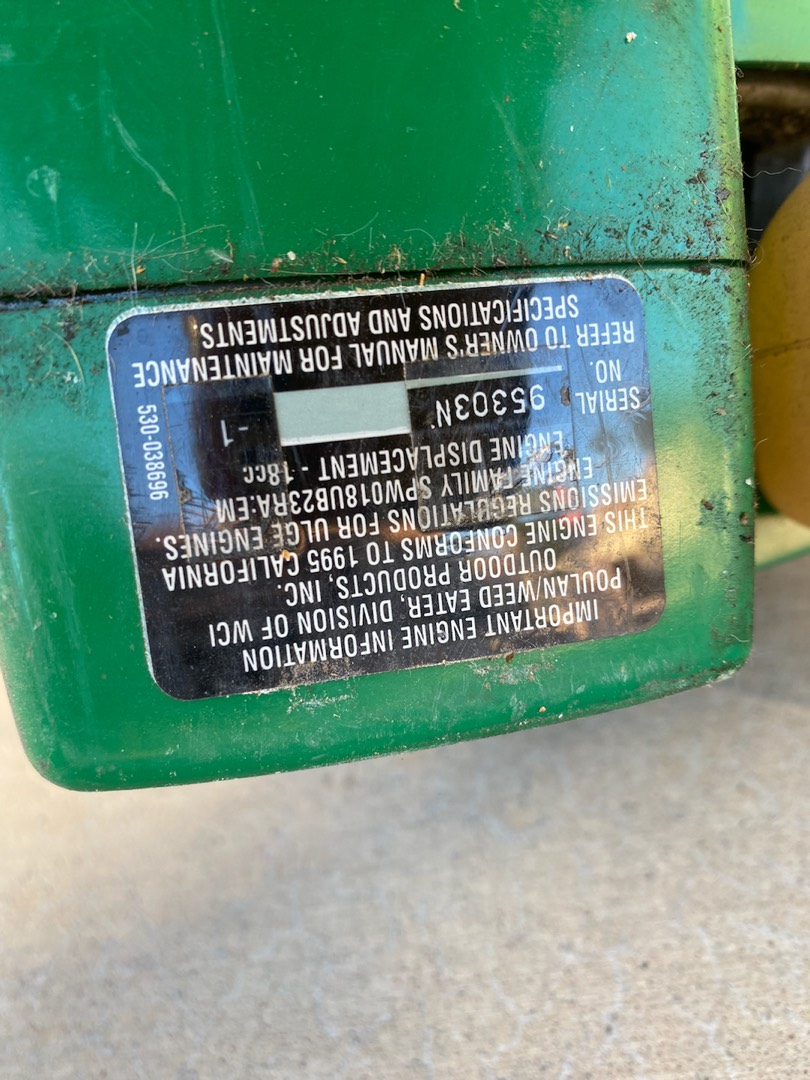 IMPORTANT ENGINE INFORMATION
POULAN/WEED EATER, DIVISION OF WCI
OUTDOOR PRODUCTS, INC.
THIS ENGINE CONFORMS TO 1995 CALIFORNIA
EMISSIONS REGULATIONS FOR ULGE ENGINES.
ENGINE FAMILY SPW018UB23RA:EM
ENGINE DISPLACEMENT - 18cc
SERIAL
NO. 95303N -1
REFER TO OWNER'S MANUAL FOR MAINTENANCE
SPECIFICATIONS AND ADJUSTMENTS
530-038696